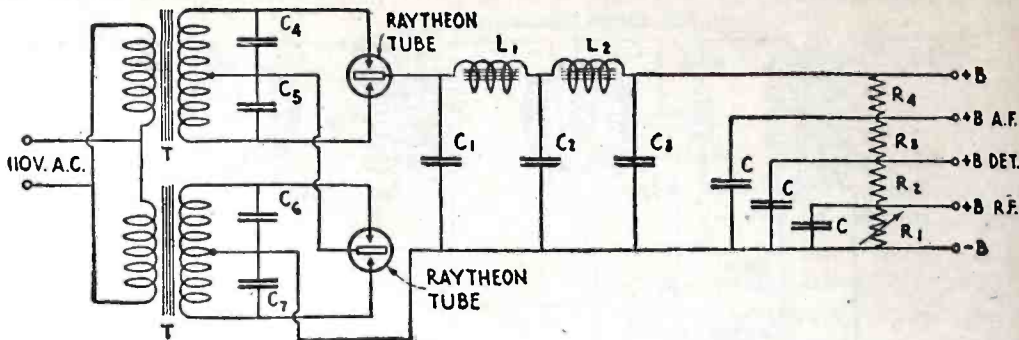 RAYTHEON
TUBE
C4
C5
L1
L2
T
110V. A.C.
C1
C2
C3
C
C
C
R4
R3
R2
R1
+B
+B A.F.
+B DET.
+B R.F.
-B
C6
C7
T
RAYTHEON
TUBE